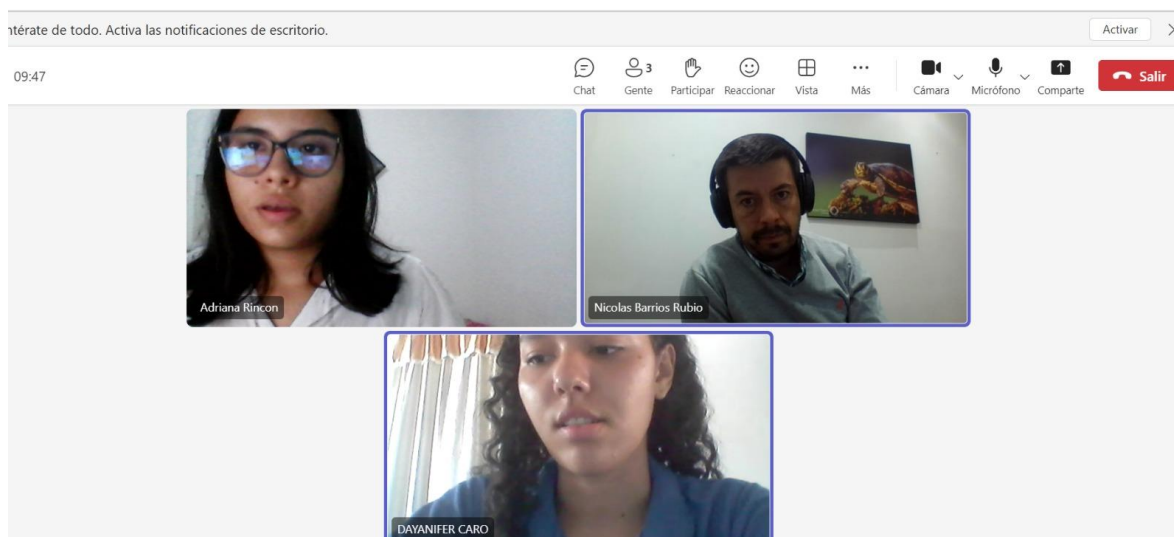 ntérate de todo. Activa las notificaciones de escritorio.
Activar
09:47
3
Chat
Gente
Participar
Reaccionar
Vista
Más
Cámara
Micrófono
Comparte
Salir
Adriana Rincon
Nicolas Barrios Rubio
DAYANIFER CARO